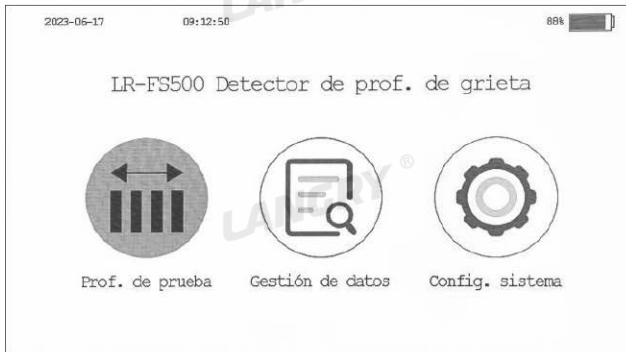 2023-06-17 09:12:50 88%
LR-FS500 Detector de prof. de grieta
LANGRY®
Prof. de prueba Gestión de datos Config. sistema